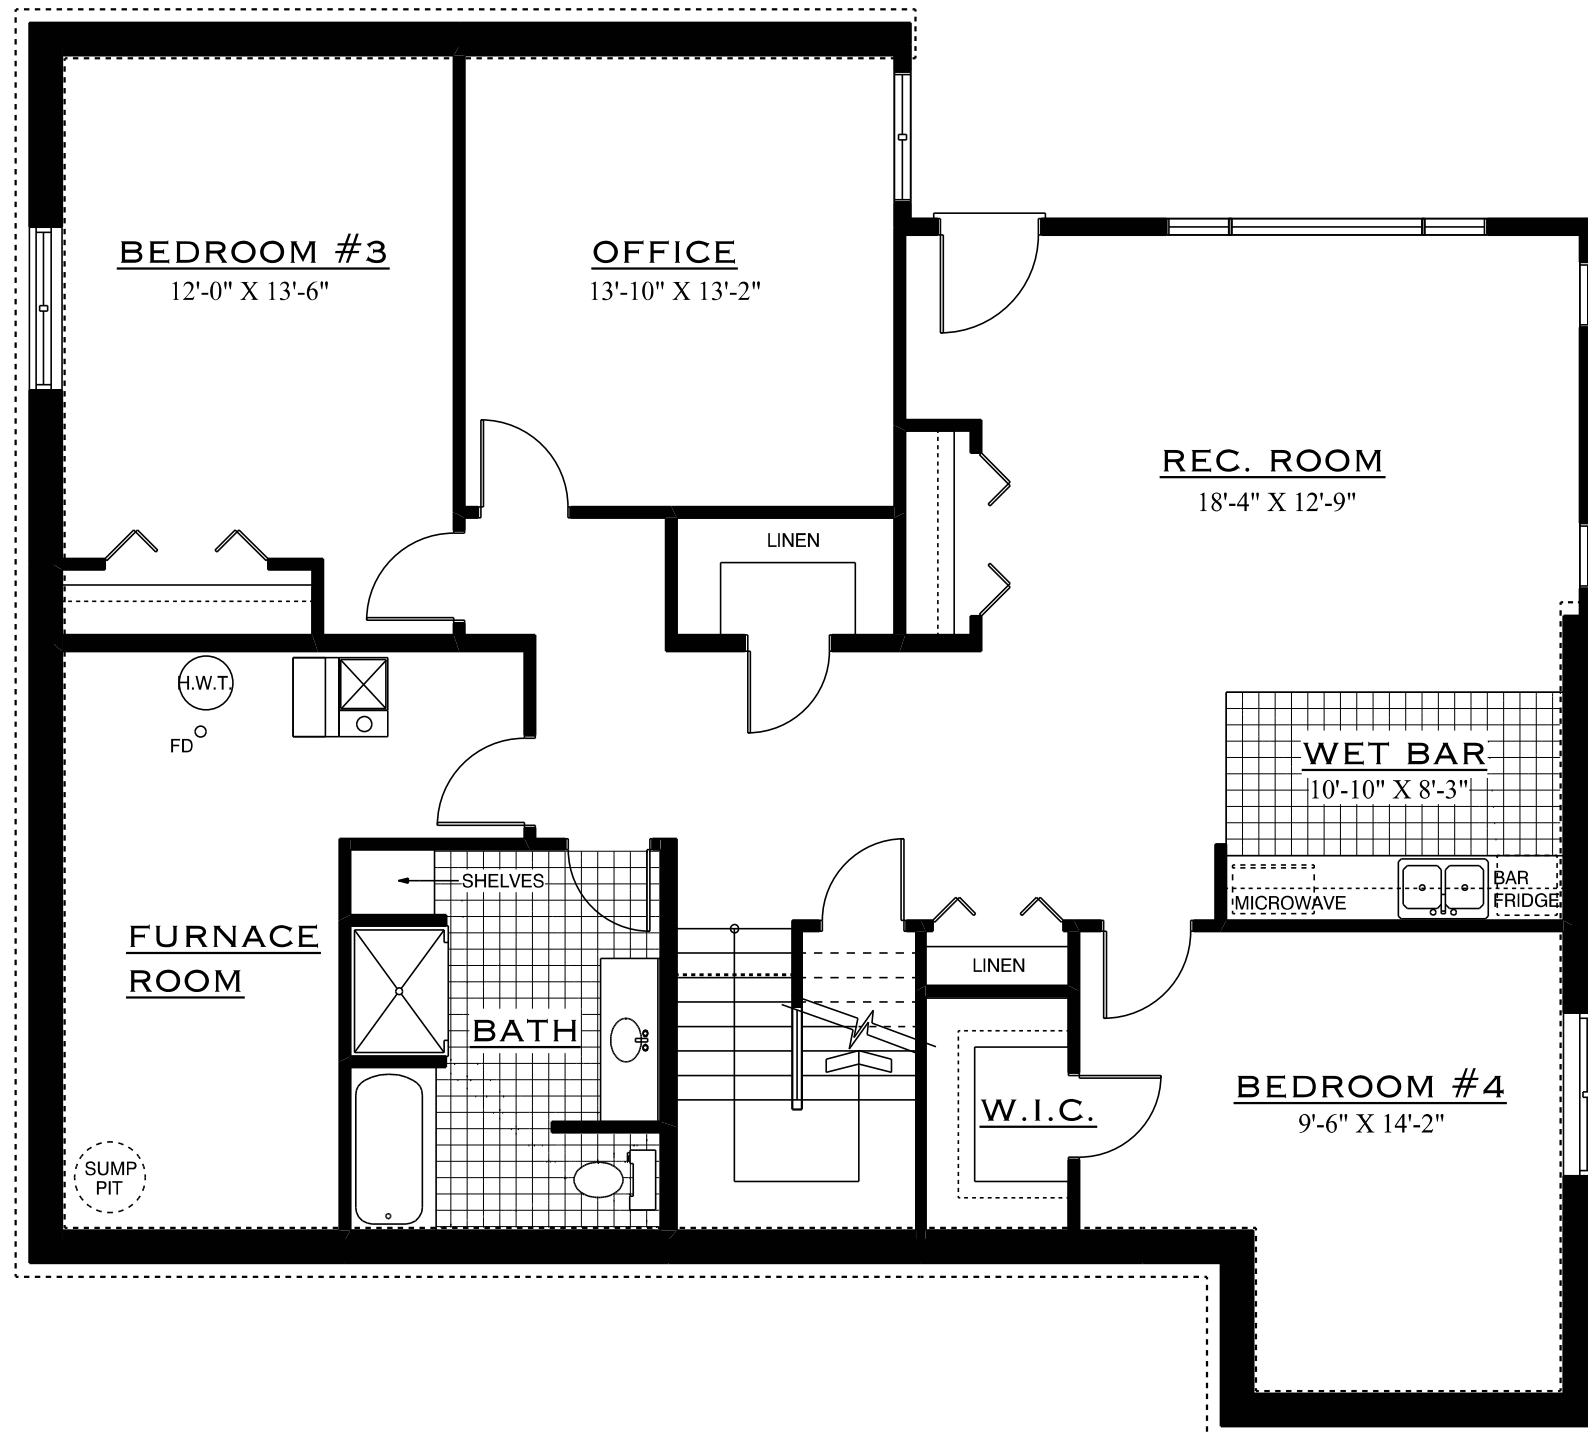 BEDROOM #3
12'-0" X 13'-6"
OFFICE
13'-10" X 13'-2"
REC. ROOM
18'-4" X 12'-9"
LINEN
H.W.T.
FD
WET BAR
10'-10" X 8'-3"
MICROWAVE
BAR
FRIDGE
SHELVES
FURNACE
ROOM
BATH
LINEN
W.I.C.
BEDROOM #4
9'-6" X 14'-2"
SUMP
PIT